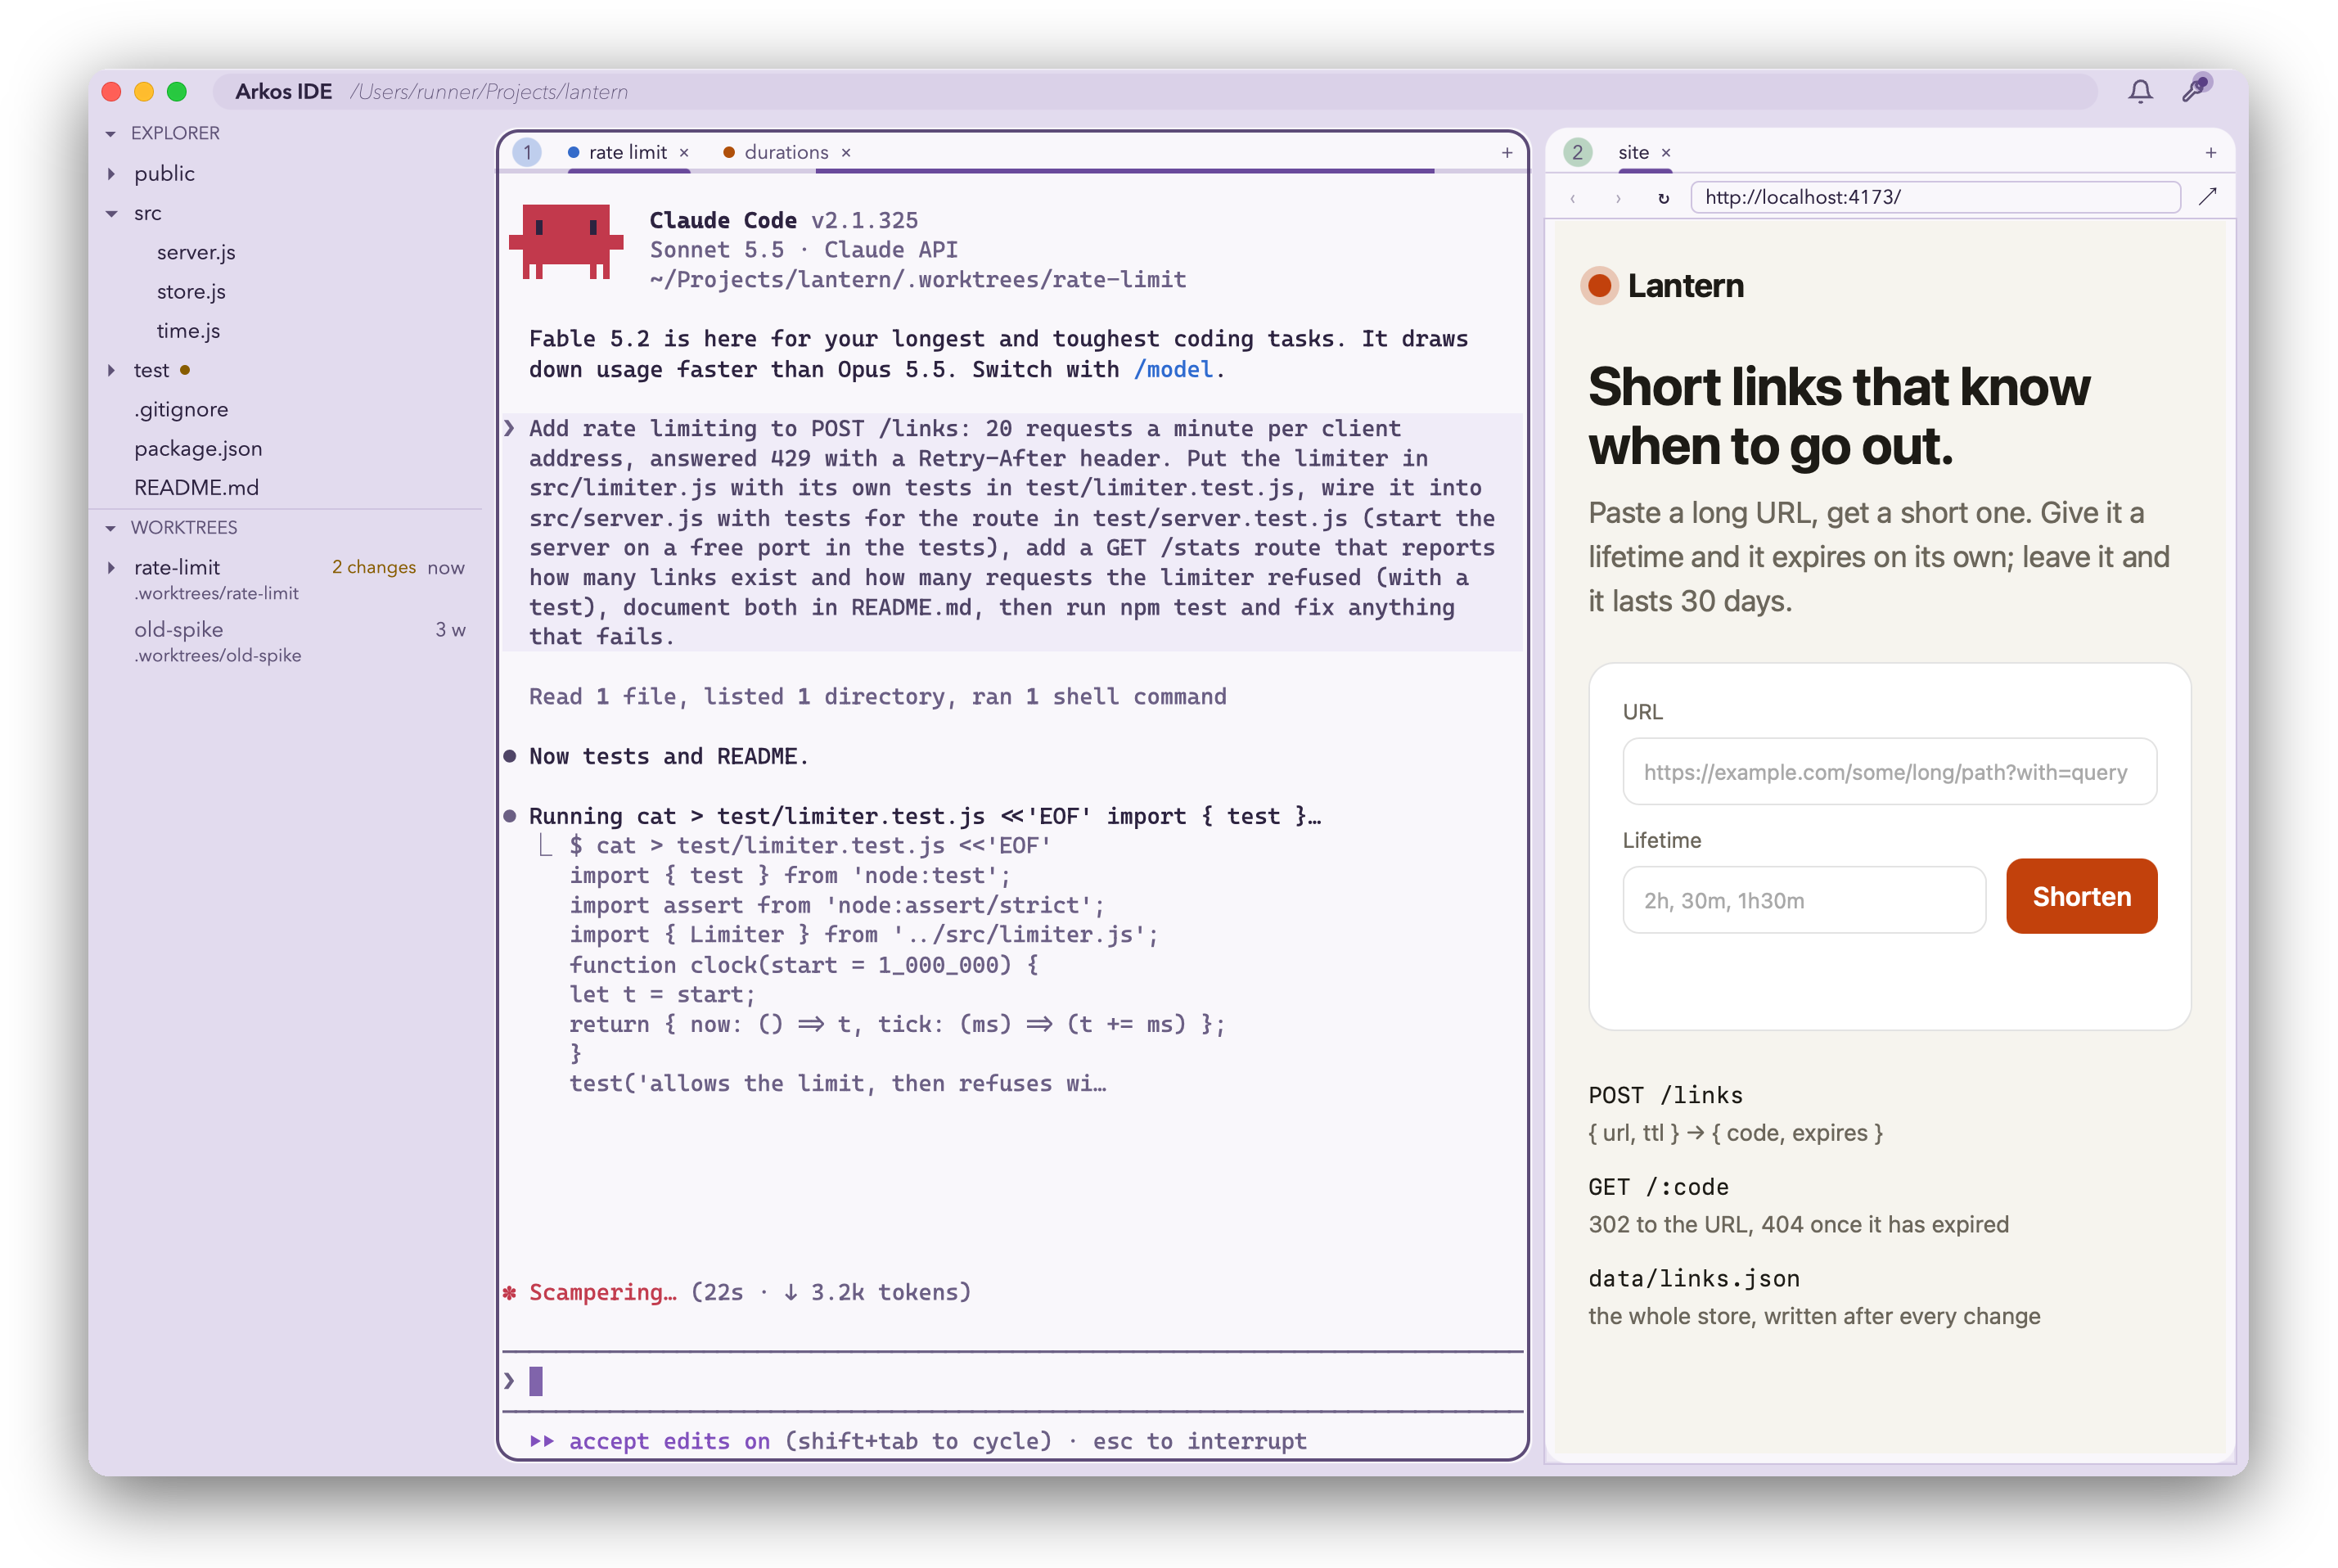 Arkos IDE /Users/runner/Projects/lantern
EXPLORER
public
src
server.js
store.js
time.js
test
.gitignore
package.json
README.md
WORKTREES
rate-limit 2 changes now
.worktrees/rate-limit
old-spike 3 w
.worktrees/old-spike
1 rate limit × durations × +
Claude Code v2.1.325
Sonnet 5.5 · Claude API
~/Projects/lantern/.worktrees/rate-limit
Fable 5.2 is here for your longest and toughest coding tasks. It draws
down usage faster than Opus 5.5. Switch with /model.
❯ Add rate limiting to POST /links: 20 requests a minute per client
address, answered 429 with a Retry-After header. Put the limiter in
src/limiter.js with its own tests in test/limiter.test.js, wire it into
src/server.js with tests for the route in test/server.test.js (start the
server on a free port in the tests), add a GET /stats route that reports
how many links exist and how many requests the limiter refused (with a
test), document both in README.md, then run npm test and fix anything
that fails.
Read 1 file, listed 1 directory, ran 1 shell command
● Now tests and README.
● Running cat > test/limiter.test.js <<'EOF' import { test }…
$ cat > test/limiter.test.js <<'EOF'
import { test } from 'node:test';
import assert from 'node:assert/strict';
import { Limiter } from '../src/limiter.js';
function clock(start = 1_000_000) {
let t = start;
return { now: () => t, tick: (ms) => (t += ms) };
}
test('allows the limit, then refuses wi…
✽ Scampering… (22s · ↓ 3.2k tokens)
❯
⏵⏵ accept edits on (shift+tab to cycle) · esc to interrupt
2 site × +
http://localhost:4173/
Lantern
Short links that know
when to go out.
Paste a long URL, get a short one. Give it a
lifetime and it expires on its own; leave it and
it lasts 30 days.
URL
https://example.com/some/long/path?with=query
Lifetime
2h, 30m, 1h30m
Shorten
POST /links
{ url, ttl } → { code, expires }
GET /:code
302 to the URL, 404 once it has expired
data/links.json
the whole store, written after every change